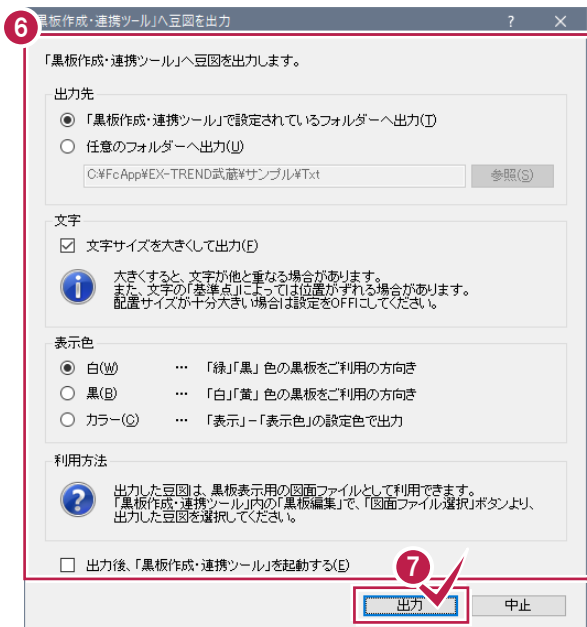 6
黒板作成・連携ツール」へ豆図を出力 ? ×
「黒板作成・連携ツール」へ豆図を出力します。
出力先
「黒板作成・連携ツール」で設定されているフォルダーへ出力(T)
任意のフォルダーへ出力(U)
C:¥FcApp¥EX-TREND武蔵¥サンプル¥Txt 参照(S)
文字
文字サイズを大きくして出力(F)
大きくすると、文字が他と重なる場合があります。
また、文字の「基準点」によっては位置がずれる場合があります。
配置サイズが十分大きい場合は設定をOFFにしてください。
表示色
白(W) … 「緑」「黒」 色の黒板をご利用の方向き
黒(B) … 「白」「黄」 色の黒板をご利用の方向き
カラー(C) … 「表示」-「表示色」の設定色で出力
利用方法
出力した豆図は、黒板表示用の図面ファイルとして利用できます。
「黒板作成・連携ツール」内の「黒板編集」で、「図面ファイル選択」ボタンより、
出力した豆図を選択してください。
出力後、「黒板作成・連携ツール」を起動する(E)
7
出力 中止